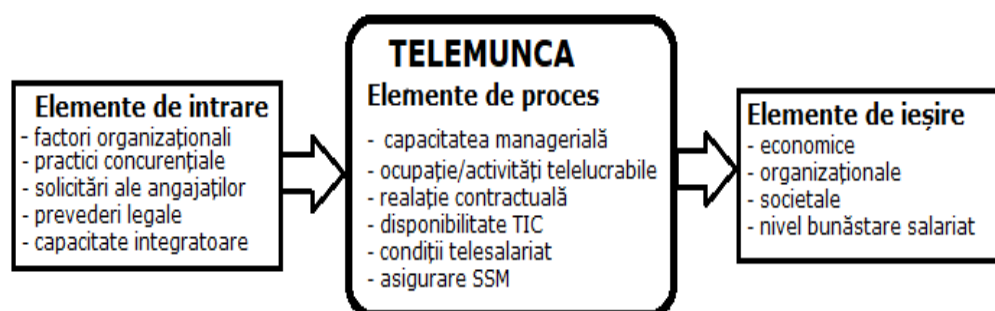 Elemente de intrare
- factori organizaționali
- practici concurențiale
- solicitări ale angajaților
- prevederi legale
- capacitate integratoare
TELEMUNCA
Elemente de proces
- capacitatea managerială
- ocupație/activități telelucrabile
- realație contractuală
- disponibilitate TIC
- condiții telesalariat
- asigurare SSM
Elemente de ieșire
- economice
- organizaționale
- societale
- nivel bunăstare salariat